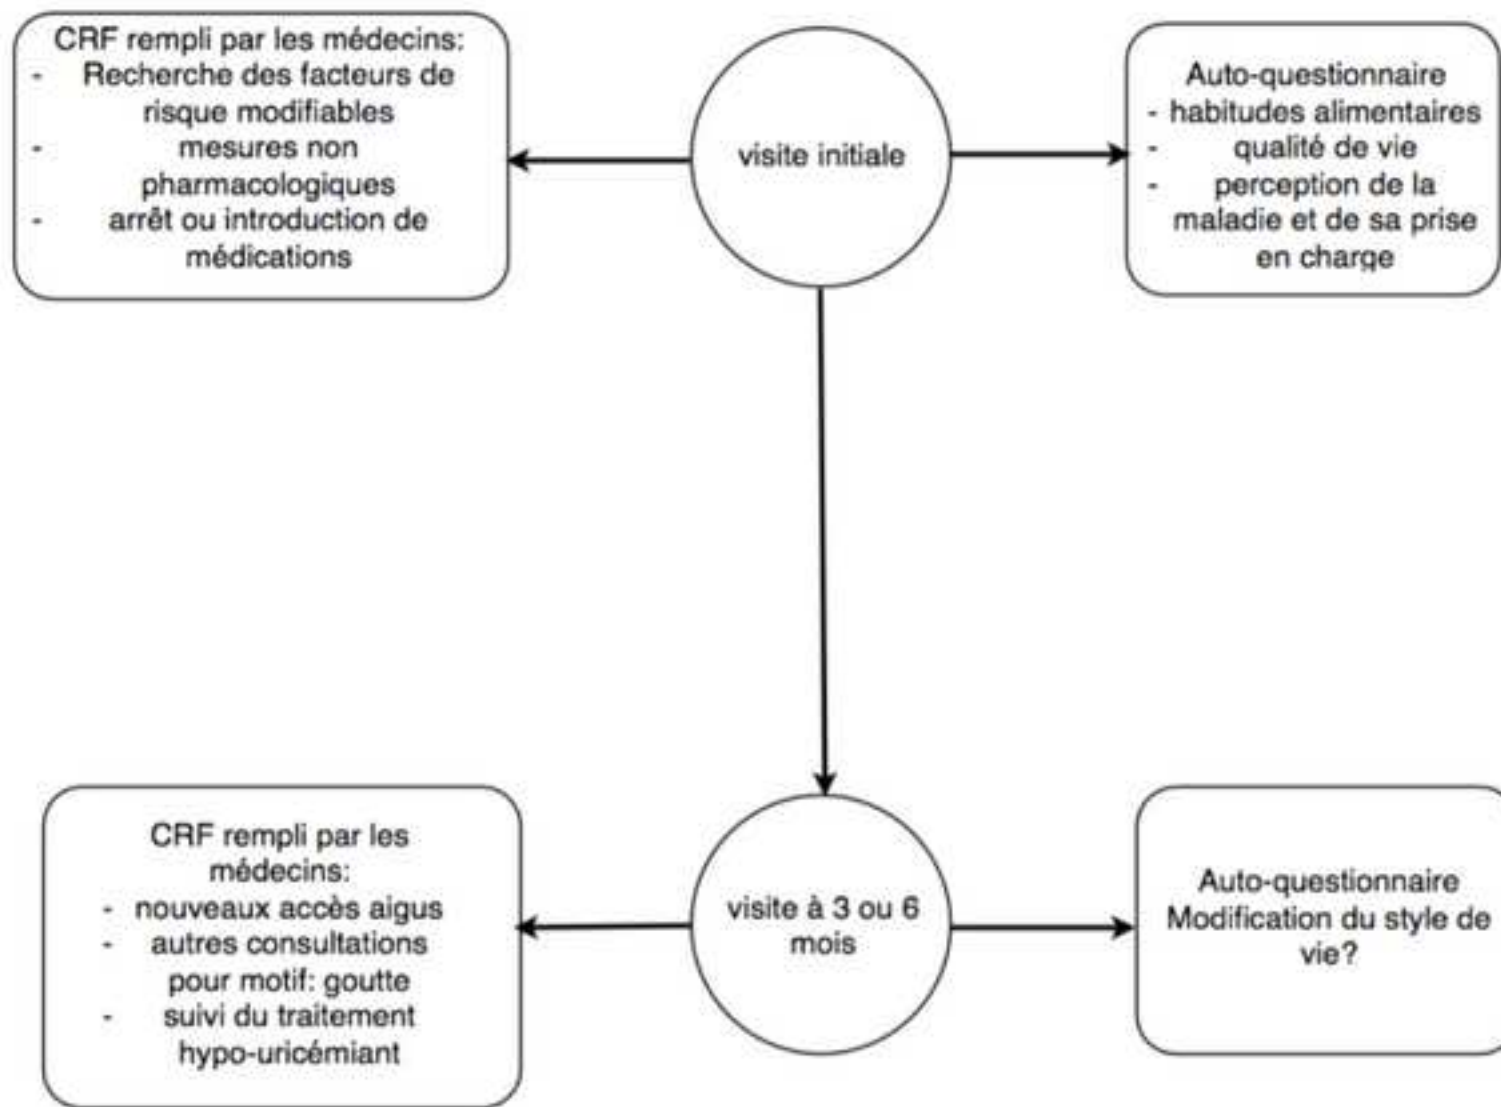 CRF rempli par les médecins:
- Recherche des facteurs de
risque modifiables
- mesures non
pharmacologiques
- arrêt ou introduction de
médications
visite initiale
Auto-questionnaire
- habitudes alimentaires
- qualité de vie
- perception de la
maladie et de sa prise
en charge
CRF rempli par les
médecins:
- nouveaux accès aigus
- autres consultations
pour motif: goutte
- suivi du traitement
hypo-uricémiant
visite à 3 ou 6
mois
Auto-questionnaire
Modification du style de
vie?